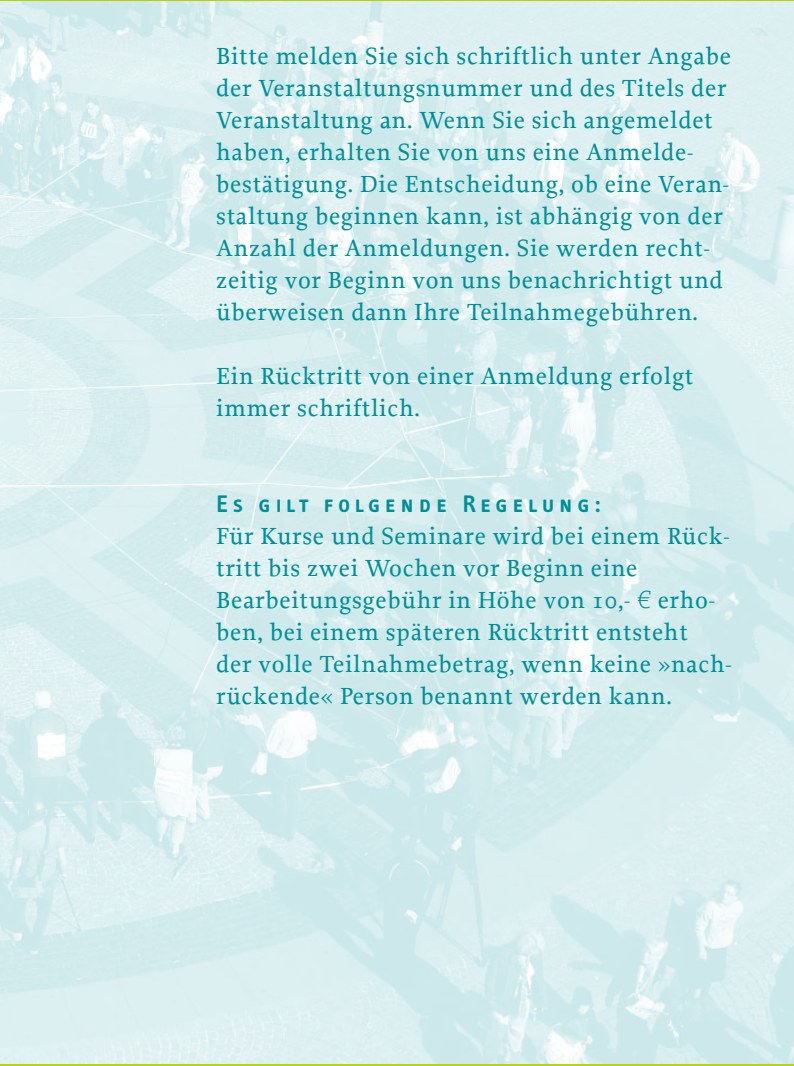 Bitte melden Sie sich schriftlich unter Angabe
der Veranstaltungsnummer und des Titels der
Veranstaltung an. Wenn Sie sich angemeldet
haben, erhalten Sie von uns eine Anmelde-
bestätigung. Die Entscheidung, ob eine Veran-
staltung beginnen kann, ist abhängig von der
Anzahl der Anmeldungen. Sie werden recht-
zeitig vor Beginn von uns benachrichtigt und
überweisen dann Ihre Teilnahmegebühren.
Ein Rücktritt von einer Anmeldung erfolgt
immer schriftlich.
Es gilt folgende Regelung:
Für Kurse und Seminare wird bei einem Rück-
tritt bis zwei Wochen vor Beginn eine
Bearbeitungsgebühr in Höhe von 10,- € erho-
ben, bei einem späteren Rücktritt entsteht
der volle Teilnahmebetrag, wenn keine »nach-
rückende« Person benannt werden kann.